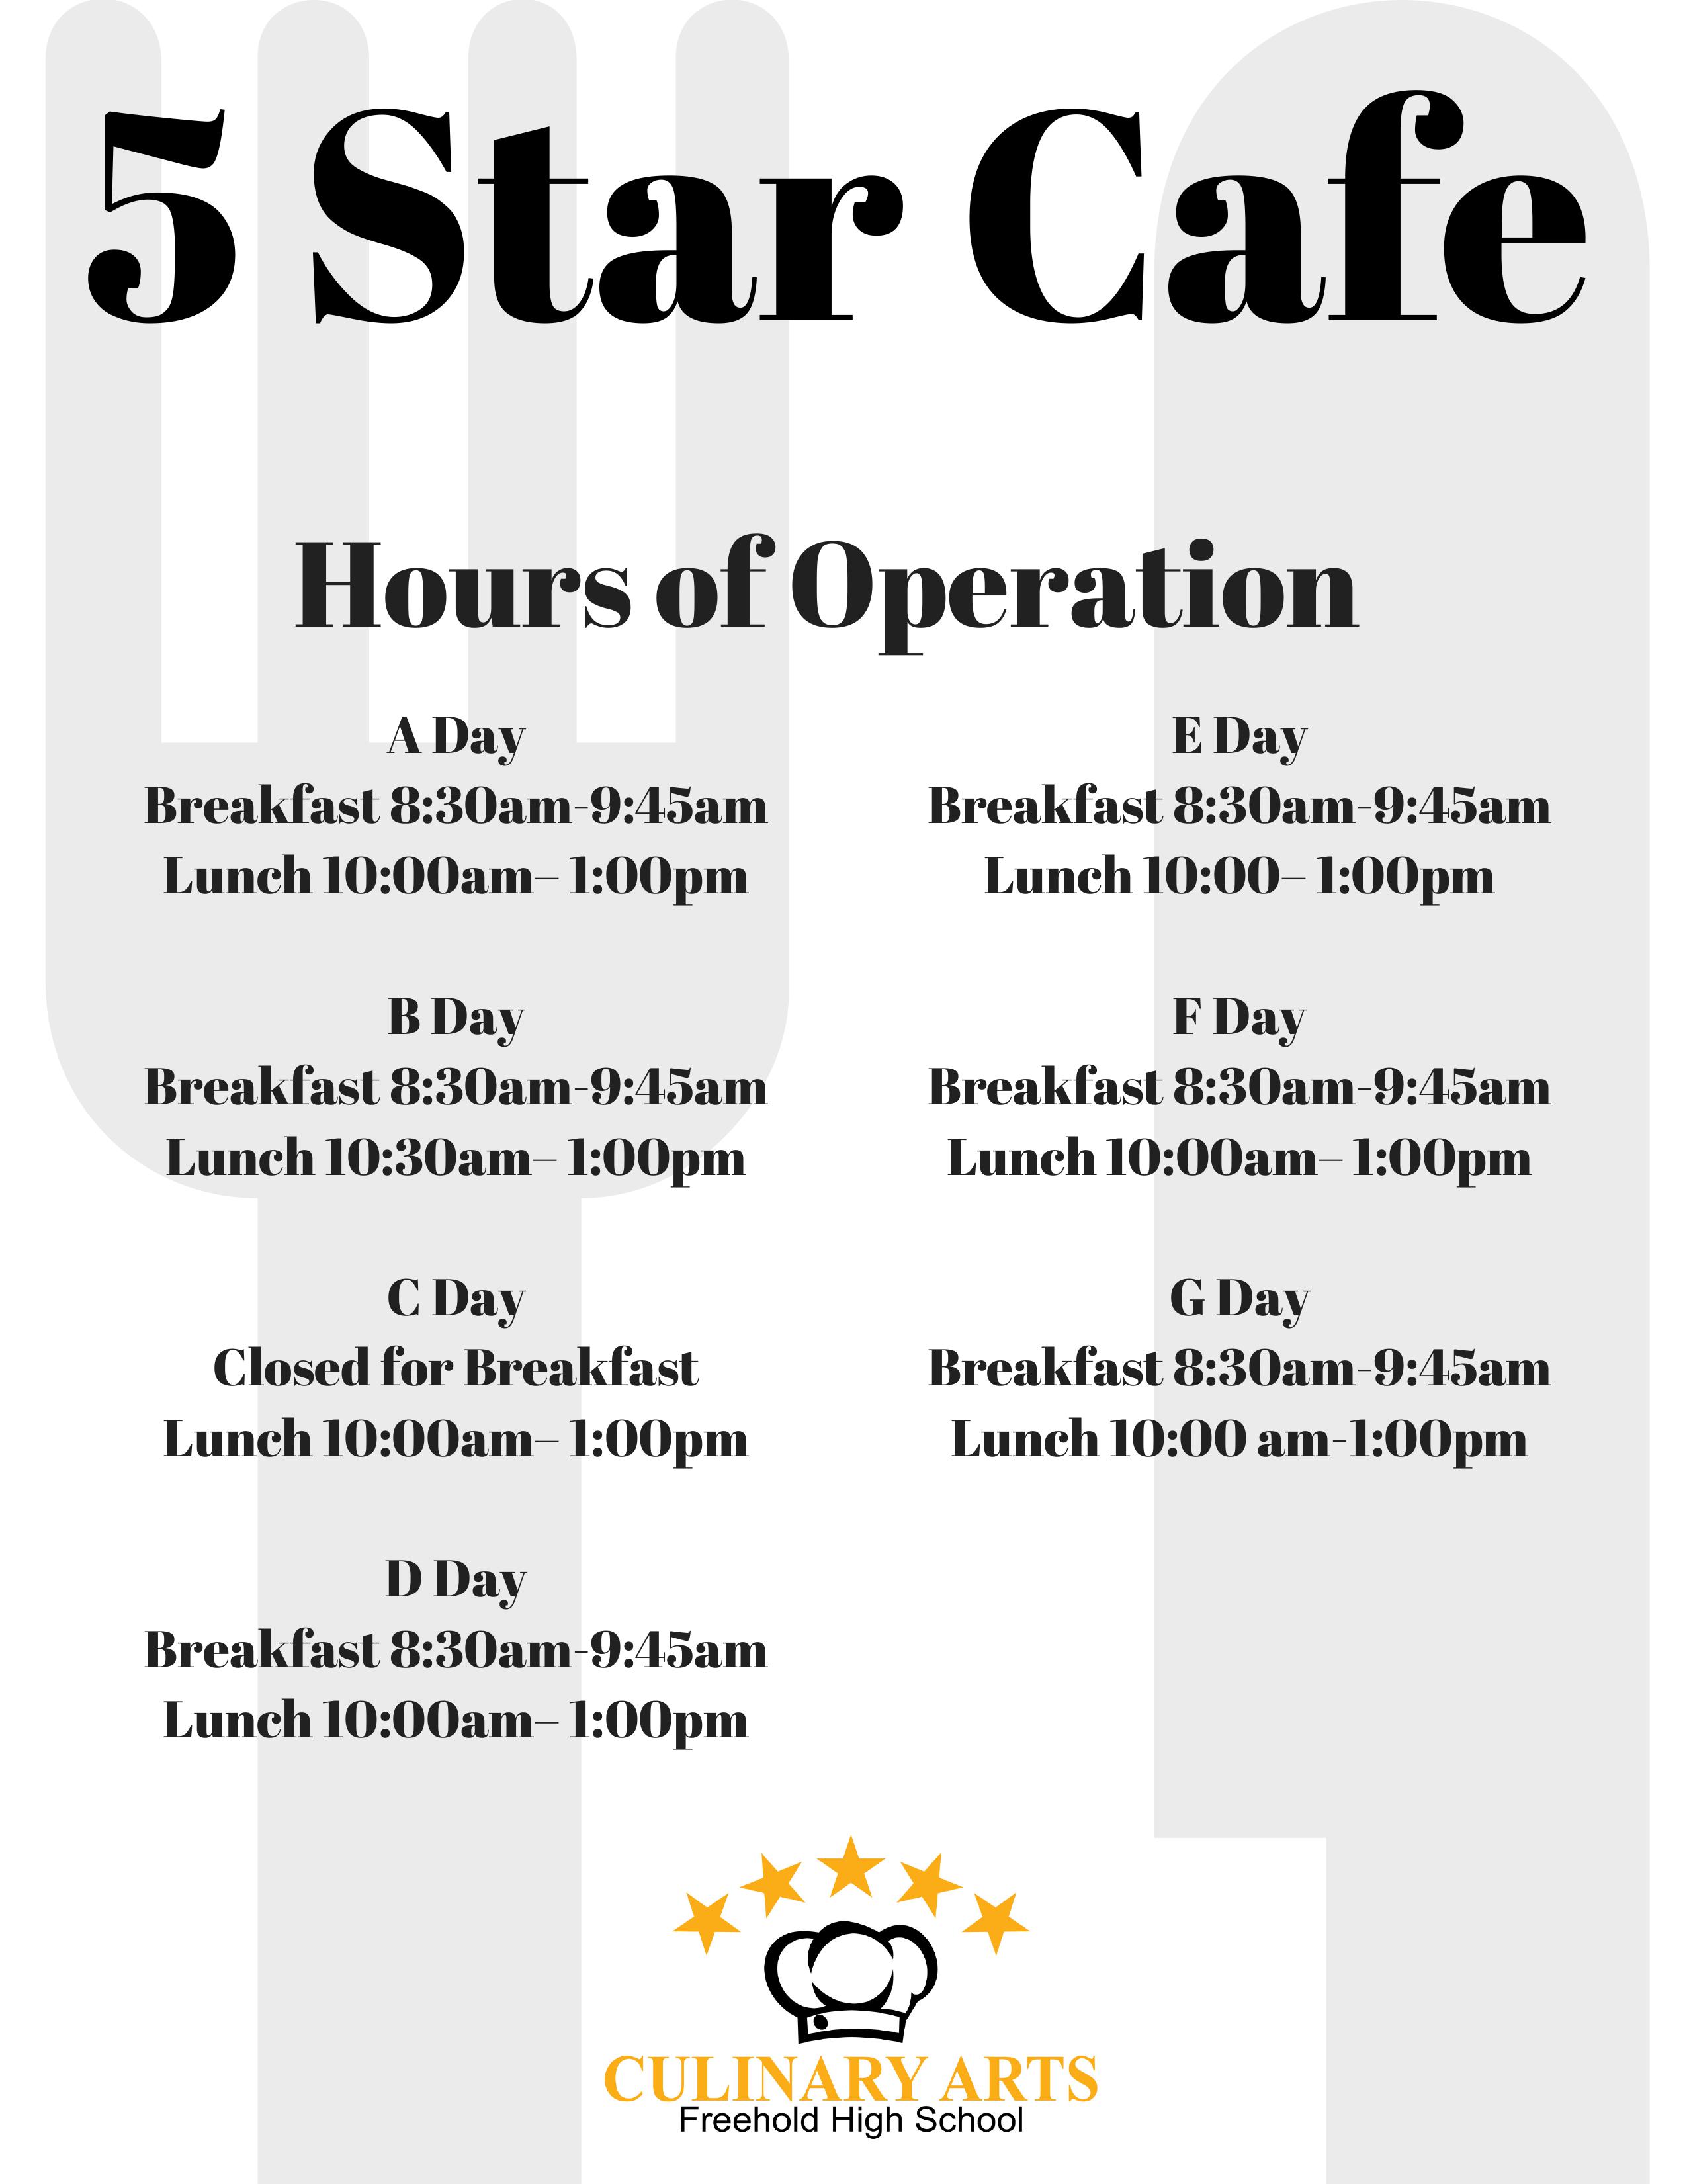 5 Star Cafe
Hours of Operation
A Day
Breakfast 8:30am-9:45am
Lunch 10:00am– 1:00pm
B Day
Breakfast 8:30am-9:45am
Lunch 10:30am– 1:00pm
C Day
Closed for Breakfast
Lunch 10:00am– 1:00pm
D Day
Breakfast 8:30am-9:45am
Lunch 10:00am– 1:00pm
E Day
Breakfast 8:30am-9:45am
Lunch 10:00– 1:00pm
F Day
Breakfast 8:30am-9:45am
Lunch 10:00am– 1:00pm
G Day
Breakfast 8:30am-9:45am
Lunch 10:00 am-1:00pm
CULINARY ARTS
Freehold High School